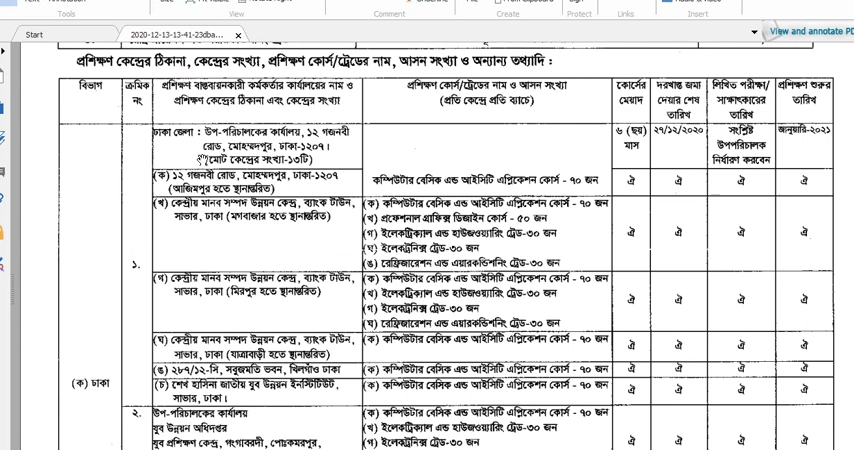 Tools
View
Comment
Create
Protect
Links
Insert
Start
2020-12-13-13-41-23dba...
View and annotate PD
প্রশিক্ষণ কেন্দ্রের ঠিকানা, কেন্দ্রের সংখ্যা, প্রশিক্ষণ কোর্স/ট্রেডের নাম, আসন সংখ্যা ও অন্যান্য তথ্যাদি :
বিভাগ
ক্রমিক নং
প্রশিক্ষণ বাস্তবায়নকারী কর্মকর্তার কার্যালয়ের নাম ও
প্রশিক্ষণ কেন্দ্রের ঠিকানা এবং কেন্দ্রের সংখ্যা
প্রশিক্ষণ কোর্স/ট্রেডের নাম ও আসন সংখ্যা
(প্রতি কেন্দ্রে প্রতি ব্যাচে)
কোর্সের মেয়াদ
দরখাস্ত জমা দেয়ার শেষ তারিখ
লিখিত পরীক্ষা/ সাক্ষাৎকারের তারিখ
প্রশিক্ষণ শুরুর তারিখ
(ক) ঢাকা
১.
ঢাকা জেলা : উপ-পরিচালকের কার্যালয়, ১২ গজনবী
রোড, মোহম্মদপুর, ঢাকা-১২০৭।
(মোট কেন্দ্রের সংখ্যা-১৩টি)
৬ (ছয়) মাস
২৭/১২/২০২০
সংশ্লিষ্ট উপপরিচালক নির্ধারণ করবেন
জানুয়ারি-২০২১
(ক) ১২ গজনবী রোড, মোহম্মদপুর, ঢাকা-১২০৭
(আজিমপুর হতে স্থানান্তরিত)
কম্পিউটার বেসিক এন্ড আইসিটি এপ্লিকেশন কোর্স - ৭০ জন
ঐ ঐ ঐ ঐ
(খ) কেন্দ্রীয় মানব সম্পদ উন্নয়ন কেন্দ্র, ব্যাংক টাউন,
সাভার, ঢাকা (মগবাজার হতে স্থানান্তরিত)
(ক) কম্পিউটার বেসিক এন্ড আইসিটি এপ্লিকেশন কোর্স - ৭০ জন
(খ) প্রফেশনাল গ্রাফিক্স ডিজাইন কোর্স - ৫০ জন
(গ) ইলেকট্রিক্যাল এন্ড হাউজওয়্যারিং ট্রেড-৩০ জন
(ঘ) ইলেকট্রনিক্স ট্রেড-৩০ জন
(ঙ) রেফ্রিজারেশন এন্ড এয়ারকন্ডিশনিং ট্রেড-৩০ জন
ঐ ঐ ঐ ঐ
(গ) কেন্দ্রীয় মানব সম্পদ উন্নয়ন কেন্দ্র, ব্যাংক টাউন,
সাভার, ঢাকা (মিরপুর হতে স্থানান্তরিত)
(ক) কম্পিউটার বেসিক এন্ড আইসিটি এপ্লিকেশন কোর্স - ৭০ জন
(খ) ইলেকট্রিক্যাল এন্ড হাউজওয়্যারিং ট্রেড-৩০ জন
(গ) ইলেকট্রনিক্স ট্রেড-৩০ জন
(ঘ) রেফ্রিজারেশন এন্ড এয়ারকন্ডিশনিং ট্রেড-৩০ জন
ঐ ঐ ঐ ঐ
(ঘ) কেন্দ্রীয় মানব সম্পদ উন্নয়ন কেন্দ্র, ব্যাংক টাউন,
সাভার, ঢাকা (যাত্রাবাড়ী হতে স্থানান্তরিত)
(ক) কম্পিউটার বেসিক এন্ড আইসিটি এপ্লিকেশন কোর্স - ৭০ জন
ঐ ঐ ঐ ঐ
(ঙ) ২৮৭/১২-সি, সবুজমতি ভবন, খিলগাঁও ঢাকা
(ক) কম্পিউটার বেসিক এন্ড আইসিটি এপ্লিকেশন কোর্স - ৭০ জন
ঐ ঐ ঐ ঐ
(চ) শেখ হাসিনা জাতীয় যুব উন্নয়ন ইনস্টিটিউট,
সাভার, ঢাকা।
(ক) কম্পিউটার বেসিক এন্ড আইসিটি এপ্লিকেশন কোর্স - ৭০ জন
ঐ ঐ ঐ ঐ
২.
উপ-পরিচালকের কার্যালয়
যুব উন্নয়ন অধিদপ্তর
যুব প্রশিক্ষণ কেন্দ্র, গংগাবরদী, পোঃকমরপুর,
(ক) কম্পিউটার বেসিক এন্ড আইসিটি এপ্লিকেশন কোর্স - ৭০ জন
(খ) ইলেকট্রিক্যাল এন্ড হাউজওয়্যারিং ট্রেড-৩০ জন
(গ) ইলেকট্রনিক্স ট্রেড-৩০ জন
ঐ ঐ ঐ ঐ